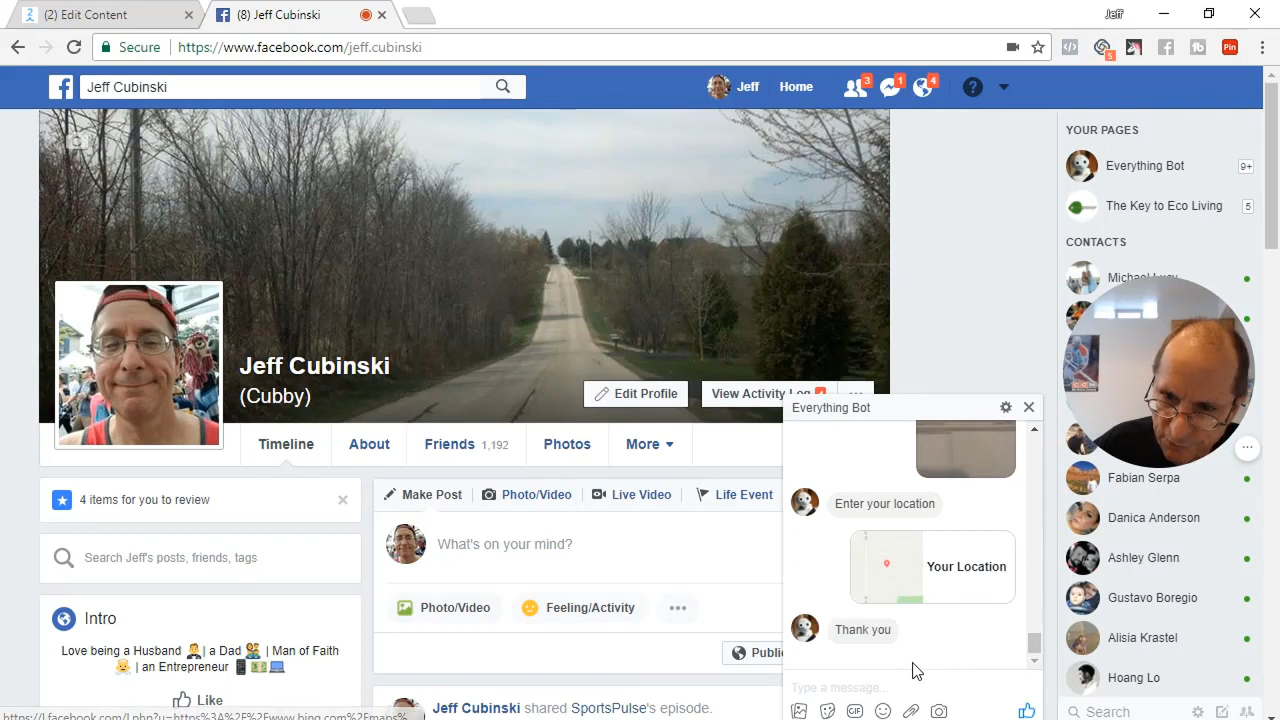 (2) Edit Content
(8) Jeff Cubinski
Jeff
Secure
https://www.facebook.com/jeff.cubinski
5
Pin
Jeff Cubinski
Jeff
Home
3
1
4
YOUR PAGES
Everything Bot
9+
The Key to Eco Living
5
CONTACTS
Fabian Serpa
Danica Anderson
Ashley Glenn
Gustavo Boregio
Alisia Krastel
Hoang Lo
Search
Jeff Cubinski
(Cubby)
Edit Profile
View Activity Log
Timeline
About
Friends 1,192
Photos
More
4 items for you to review
Search Jeff's posts, friends, tags
Intro
Love being a Husband | a Dad | Man of Faith
| an Entrepreneur
Like
Make Post
Photo/Video
Live Video
Life Event
What's on your mind?
Photo/Video
Feeling/Activity
Jeff Cubinski shared SportsPulse's episode.
Everything Bot
Enter your location
Your Location
Thank you
Type a message...
GIF